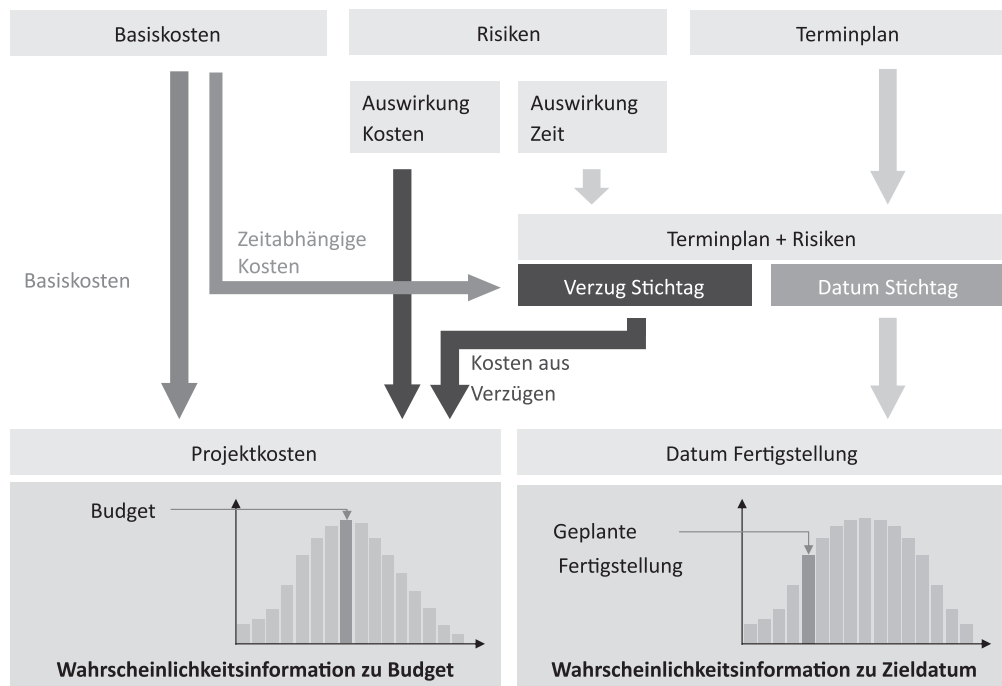 Basiskosten
Risiken
Terminplan
Auswirkung
Kosten
Auswirkung
Zeit
Terminplan + Risiken
Zeitabhängige
Kosten
Basiskosten
Verzug Stichtag
Datum Stichtag
Kosten aus
Verzügen
Projektkosten
Datum Fertigstellung
Budget
Geplante
Fertigstellung
Wahrscheinlichkeitsinformation zu Budget
Wahrscheinlichkeitsinformation zu Zieldatum